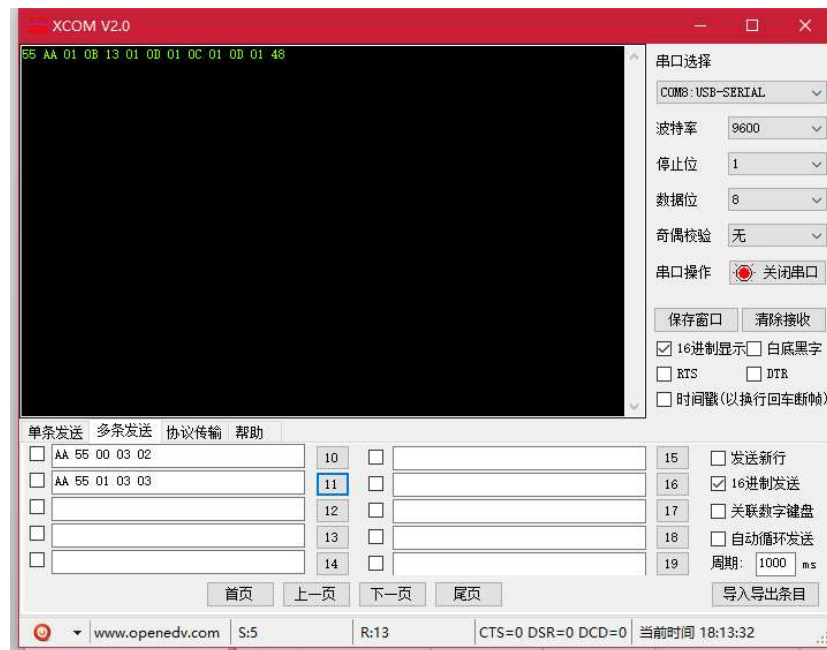 XCOM V2.0
55 AA 01 0B 13 01 0D 01 0C 01 0D 01 48
串口选择
COM8:USB-SERIAL
波特率 9600
停止位 1
数据位 8
奇偶校验 无
串口操作 关闭串口
保存窗口 清除接收
16进制显示 白底黑字
RTS DTR
时间戳(以换行回车断帧)
单条发送 多条发送 协议传输 帮助
AA 55 00 03 02 10 15 发送新行
AA 55 01 03 03 11 16 16进制发送
12 17 关联数字键盘
13 18 自动循环发送
14 19 周期: 1000 ms
首页 上一页 下一页 尾页 导入导出条目
www.openedv.com S:5 R:13 CTS=0 DSR=0 DCD=0 当前时间 18:13:32